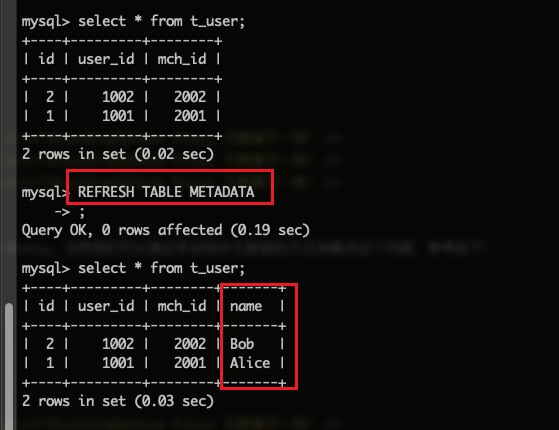 mysql> select * from t_user;
+----+---------+--------+
| id | user_id | mch_id |
+----+---------+--------+
|  2 |    1002 |   2002 |
|  1 |    1001 |   2001 |
+----+---------+--------+
2 rows in set (0.02 sec)
mysql> REFRESH TABLE METADATA
    -> ;
Query OK, 0 rows affected (0.19 sec)
mysql> select * from t_user;
+----+---------+--------+-------+
| id | user_id | mch_id | name  |
+----+---------+--------+-------+
|  2 |    1002 |   2002 | Bob   |
|  1 |    1001 |   2001 | Alice |
+----+---------+--------+-------+
2 rows in set (0.03 sec)